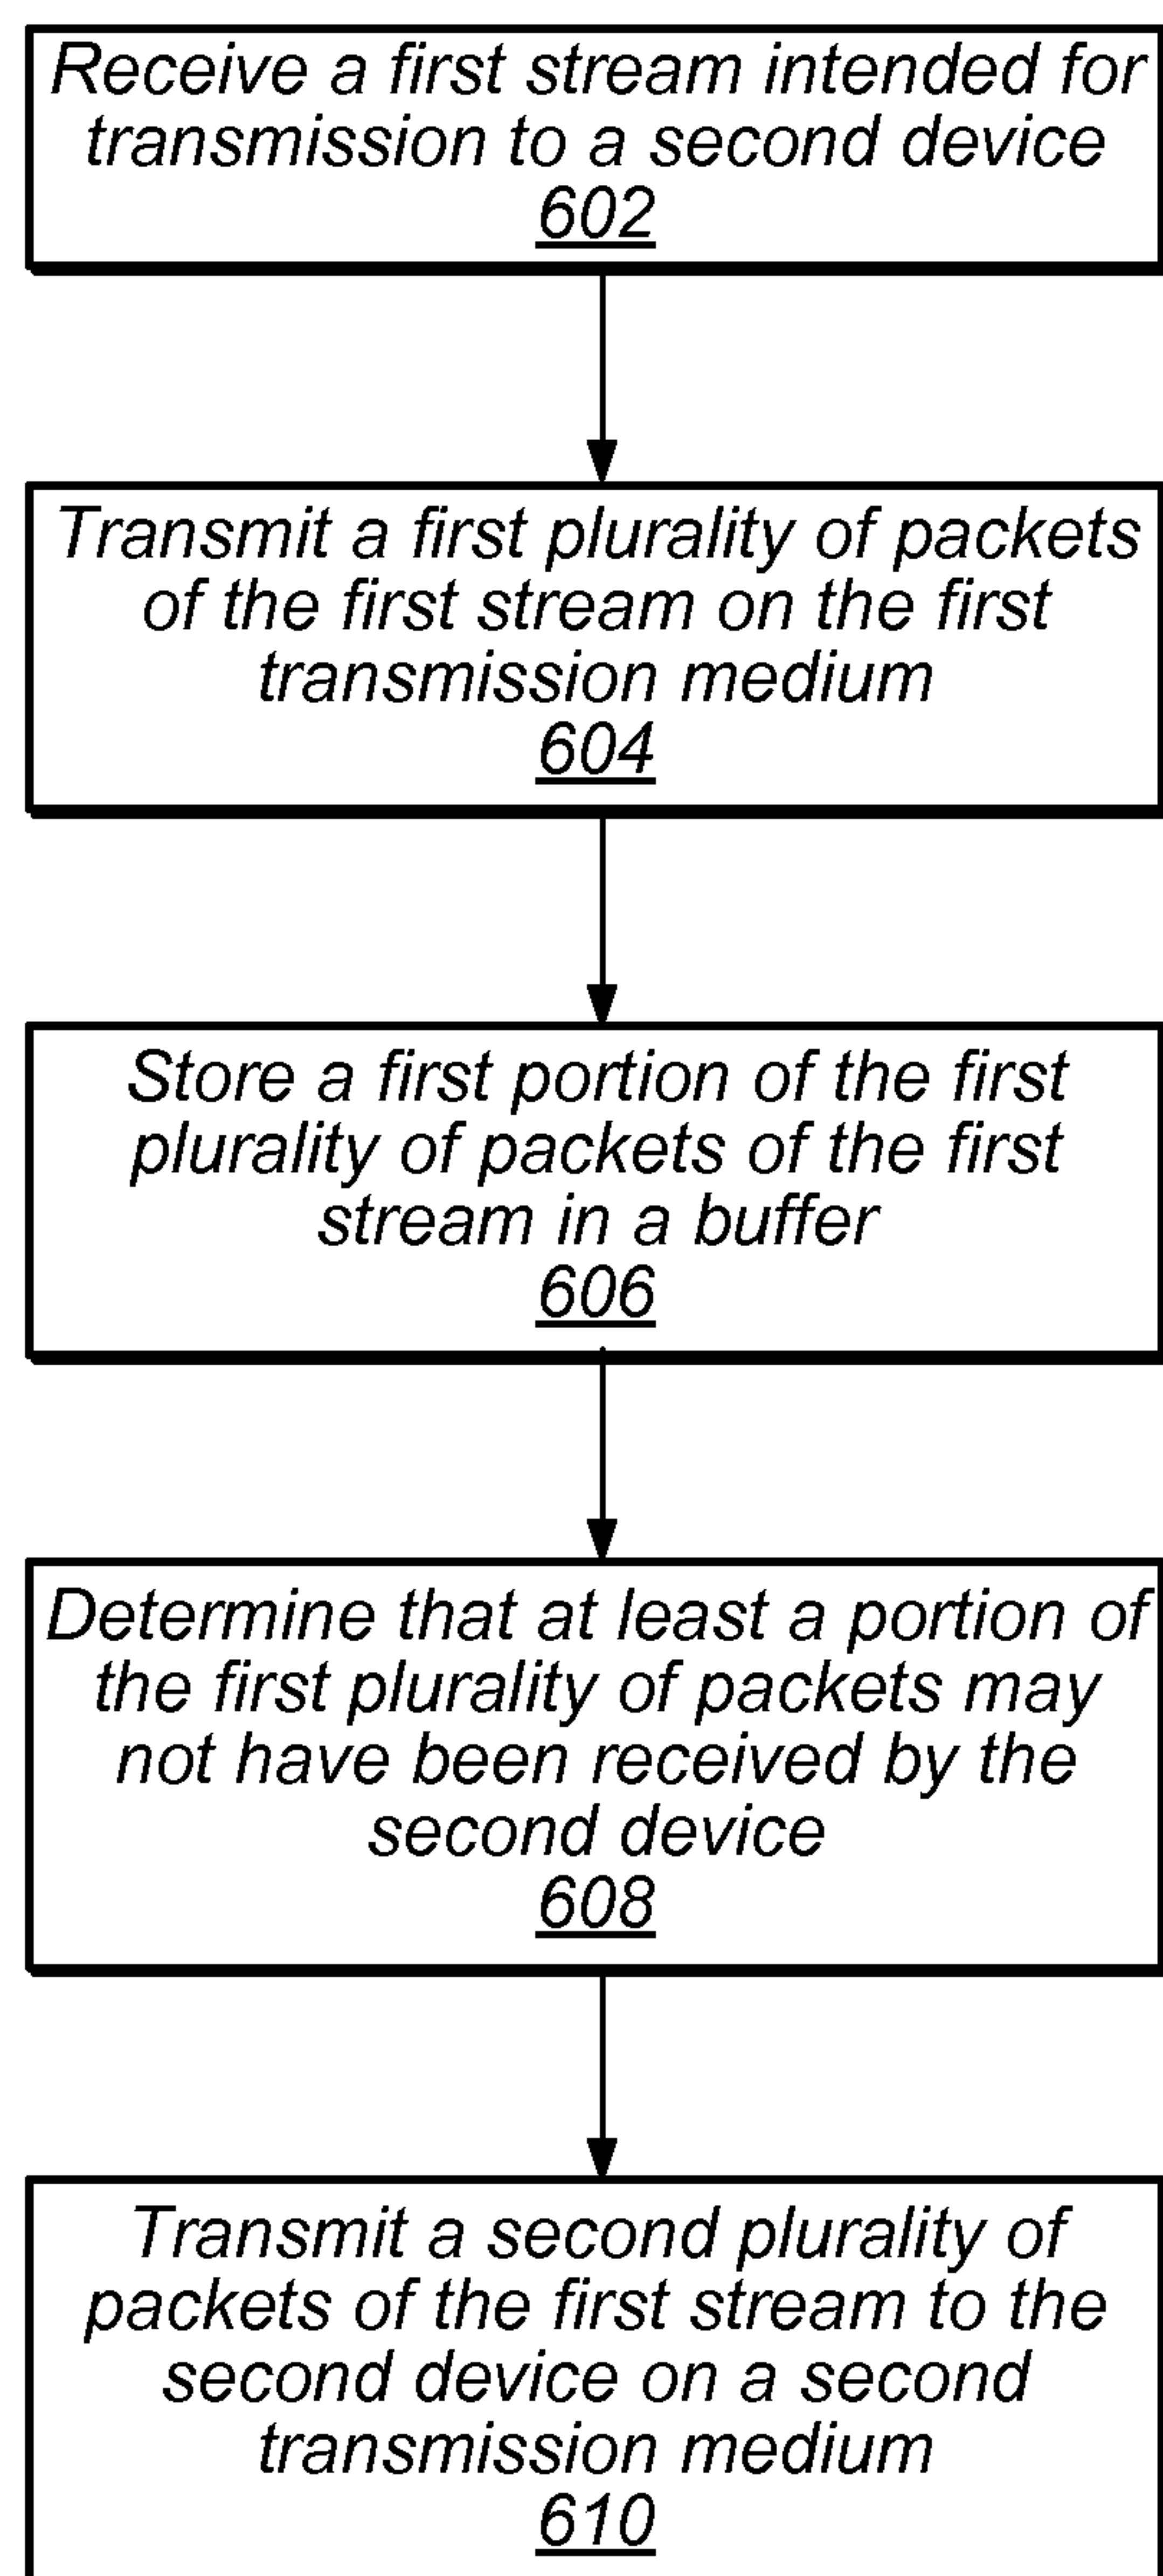 Receive a first stream intended for
transmission to a second device
602
Transmit a first plurality of packets
of the first stream on the first
transmission medium
604
Store a first portion of the first
plurality of packets of the first
stream in a buffer
606
Determine that at least a portion of
the first plurality of packets may
not have been received by the
second device
608
Transmit a second plurality of
packets of the first stream to the
second device on a second
transmission medium
610